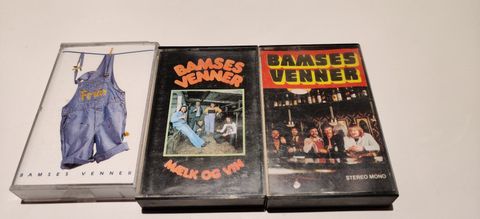 BAMSES VENNER
BAMSES
VENNER
MÆLK OG VIN
BAMSES
VENNER
STEREO MONO